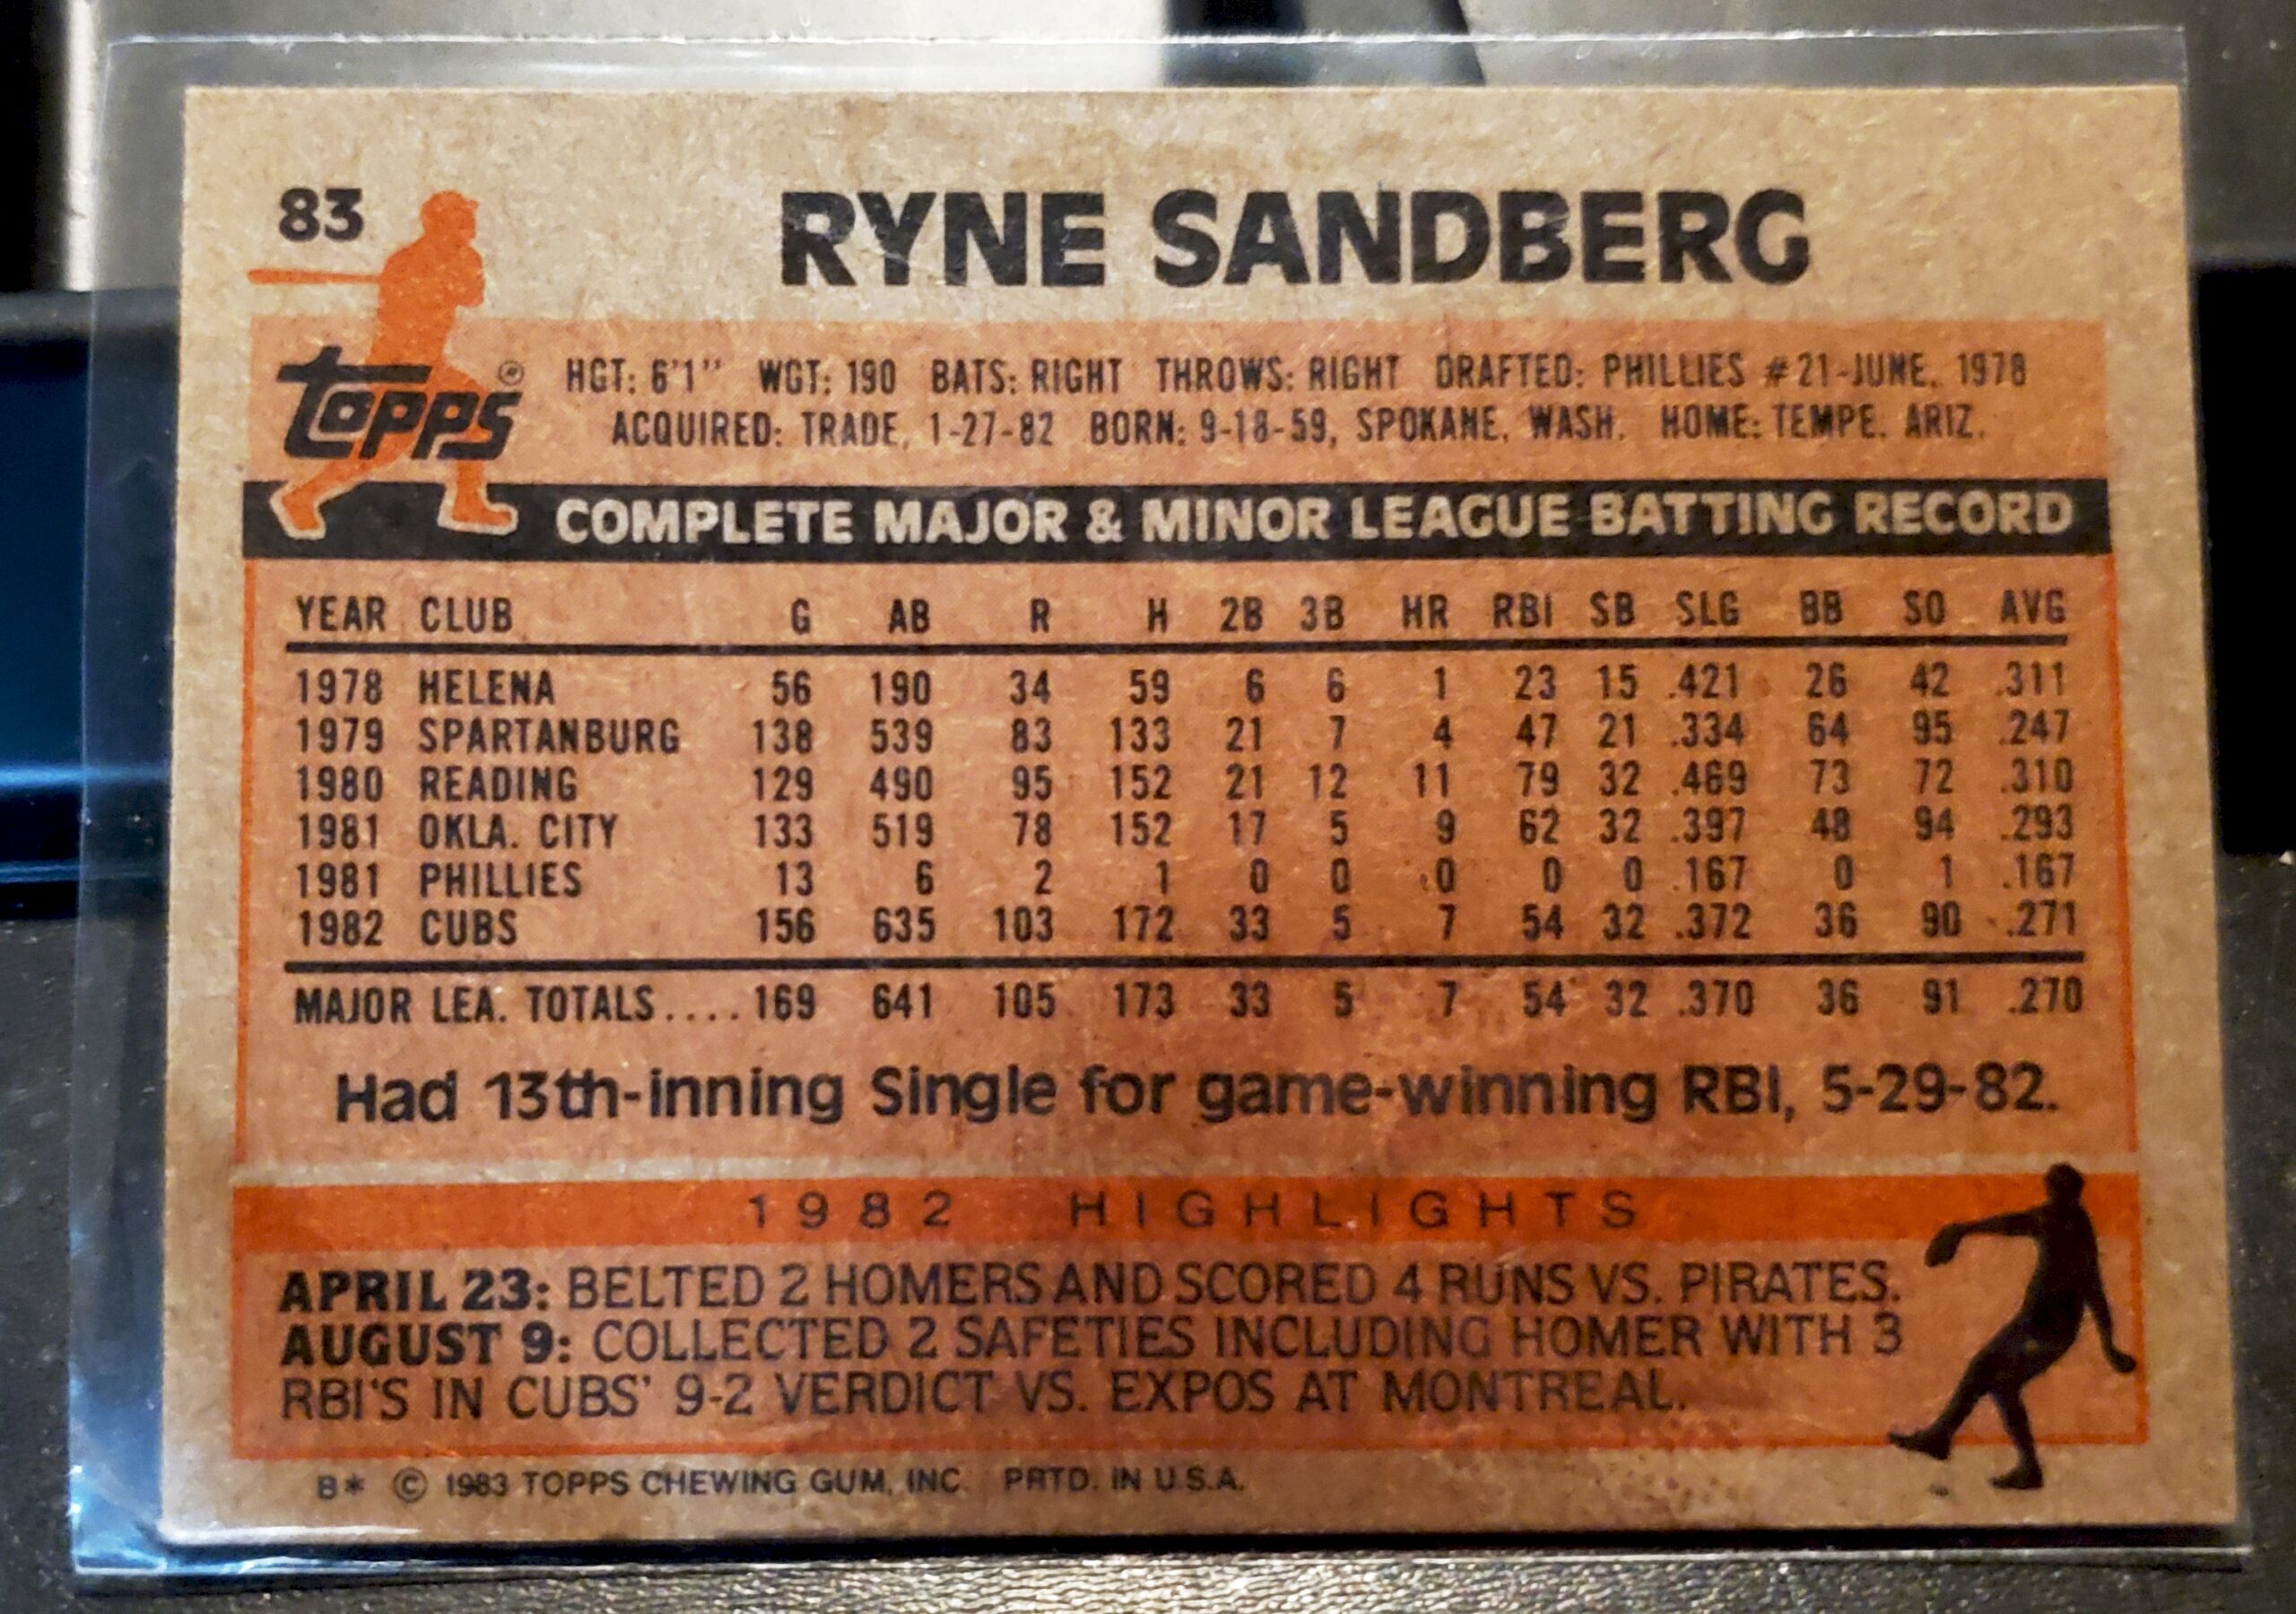 83
RYNE SANDBERG
Topps®
HGT: 6'1" WGT: 190 BATS: RIGHT THROWS: RIGHT DRAFTED: PHILLIES #21-JUNE, 1978
ACQUIRED: TRADE, 1-27-82 BORN: 9-18-59, SPOKANE, WASH. HOME: TEMPE, ARIZ.
COMPLETE MAJOR & MINOR LEAGUE BATTING RECORD
YEAR CLUB G AB R H 2B 3B HR RBI SB SLG BB SO AVG
1978 HELENA 56 190 34 59 6 6 1 23 15 .421 26 42 .311
1979 SPARTANBURG 138 539 83 133 21 7 4 47 21 .334 64 95 .247
1980 READING 129 490 95 152 21 12 11 79 32 .469 73 72 .310
1981 OKLA. CITY 133 519 78 152 17 5 9 62 32 .397 48 94 .293
1981 PHILLIES 13 6 2 1 0 0 0 0 0 .167 0 1 .167
1982 CUBS 156 635 103 172 33 5 7 54 32 .372 36 90 .271
MAJOR LEA. TOTALS.... 169 641 105 173 33 5 7 54 32 .370 36 91 .270
Had 13th-inning Single for game-winning RBI, 5-29-82.
1982 HIGHLIGHTS
APRIL 23: BELTED 2 HOMERS AND SCORED 4 RUNS VS. PIRATES.
AUGUST 9: COLLECTED 2 SAFETIES INCLUDING HOMER WITH 3
RBI'S IN CUBS' 9-2 VERDICT VS. EXPOS AT MONTREAL.
B* © 1983 TOPPS CHEWING GUM, INC. PRTD. IN U.S.A.